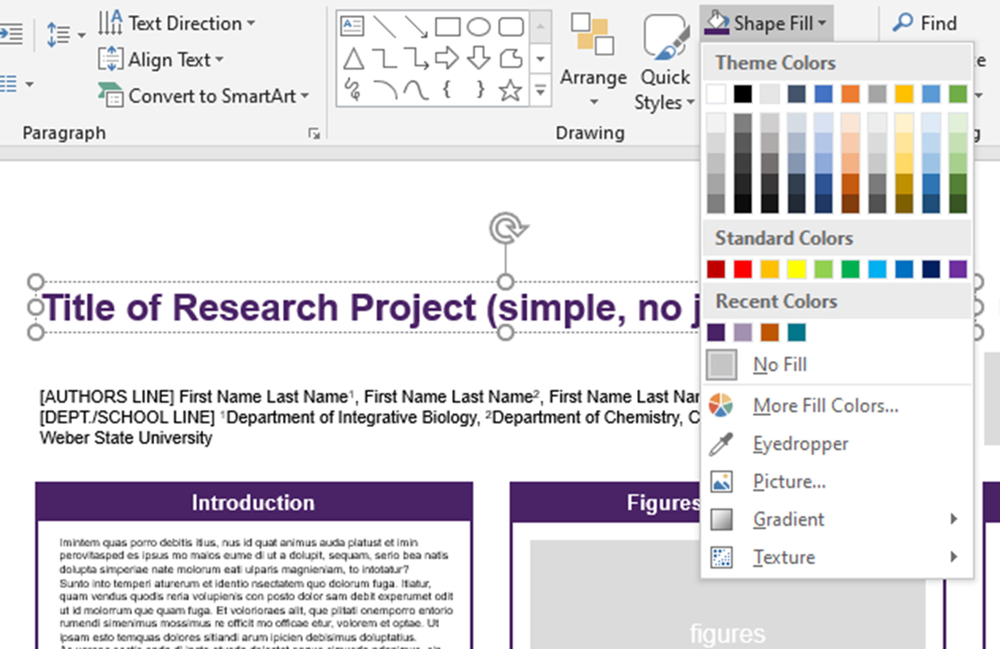 Text Direction
Align Text
Convert to SmartArt
Paragraph
Arrange
Quick
Styles
Drawing
Shape Fill
Find
Theme Colors
Standard Colors
Recent Colors
No Fill
More Fill Colors...
Eyedropper
Picture...
Gradient
Texture
Title of Research Project (simple, no j
[AUTHORS LINE] First Name Last Name¹, First Name Last Name², First Name Last Nam
[DEPT./SCHOOL LINE] ¹Department of Integrative Biology, ²Department of Chemistry, C
Weber State University
Introduction
Imintem quas porro debitis itius, nus id quat animus auda platust et imin
perovitasped es ipsus mo maios eume di ut a dolupit, sequam, serio bea natis
dolupta simperiae nate molorum eati ulparis magnieniam, to intotatur?
Sunto into temperi aturerum et identio nsectatem quo dolorum fuga. Itiatur,
quam vendus quodis reria volupienis con posto dolor sam debit experumet odit
ut id molorrum que quam fuga. Et volorioraes alit, que plitati onemporro entorio
rumendi simenimus mossimus re officit mo officae etur, volorem et optae. Ut
ipsam esto temquas dolores sitiandi arum ipicien debisimus doluptatius.
Figures
figures